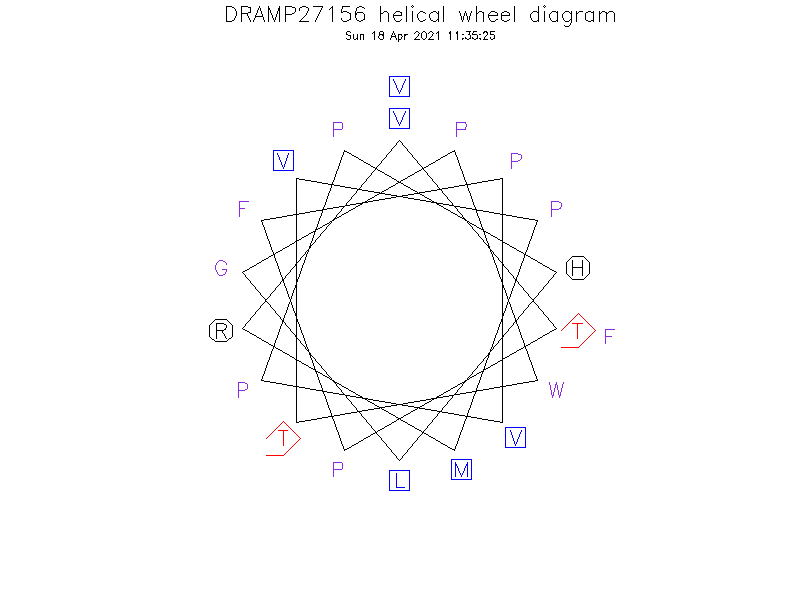 DRAMP27156 helical wheel diagram
Sun 18 Apr 2021 11:35:25
V
V
P P
V P
F P
G H
R T F
P W
T V
P M
L